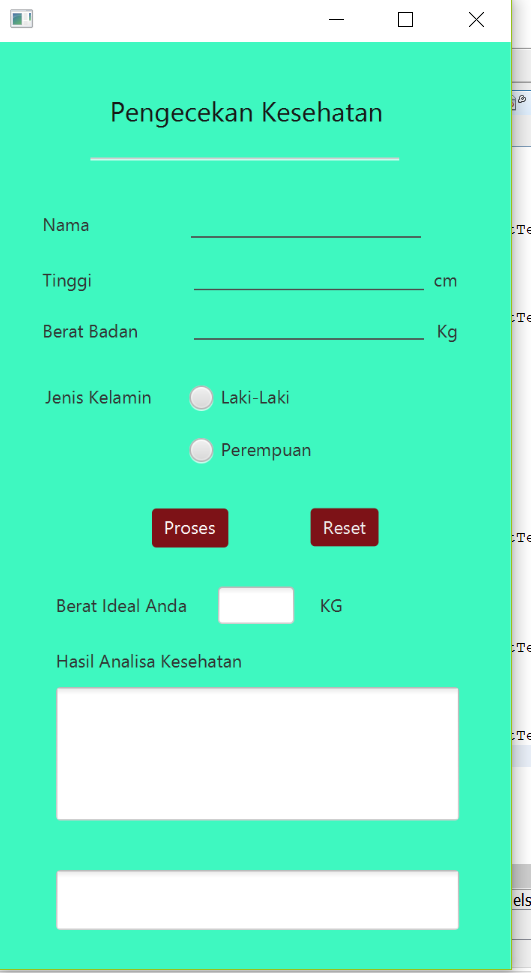 Pengecekan Kesehatan
Nama
Tinggi cm
Berat Badan Kg
Jenis Kelamin Laki-Laki
Perempuan
Proses Reset
Berat Ideal Anda KG
Hasil Analisa Kesehatan